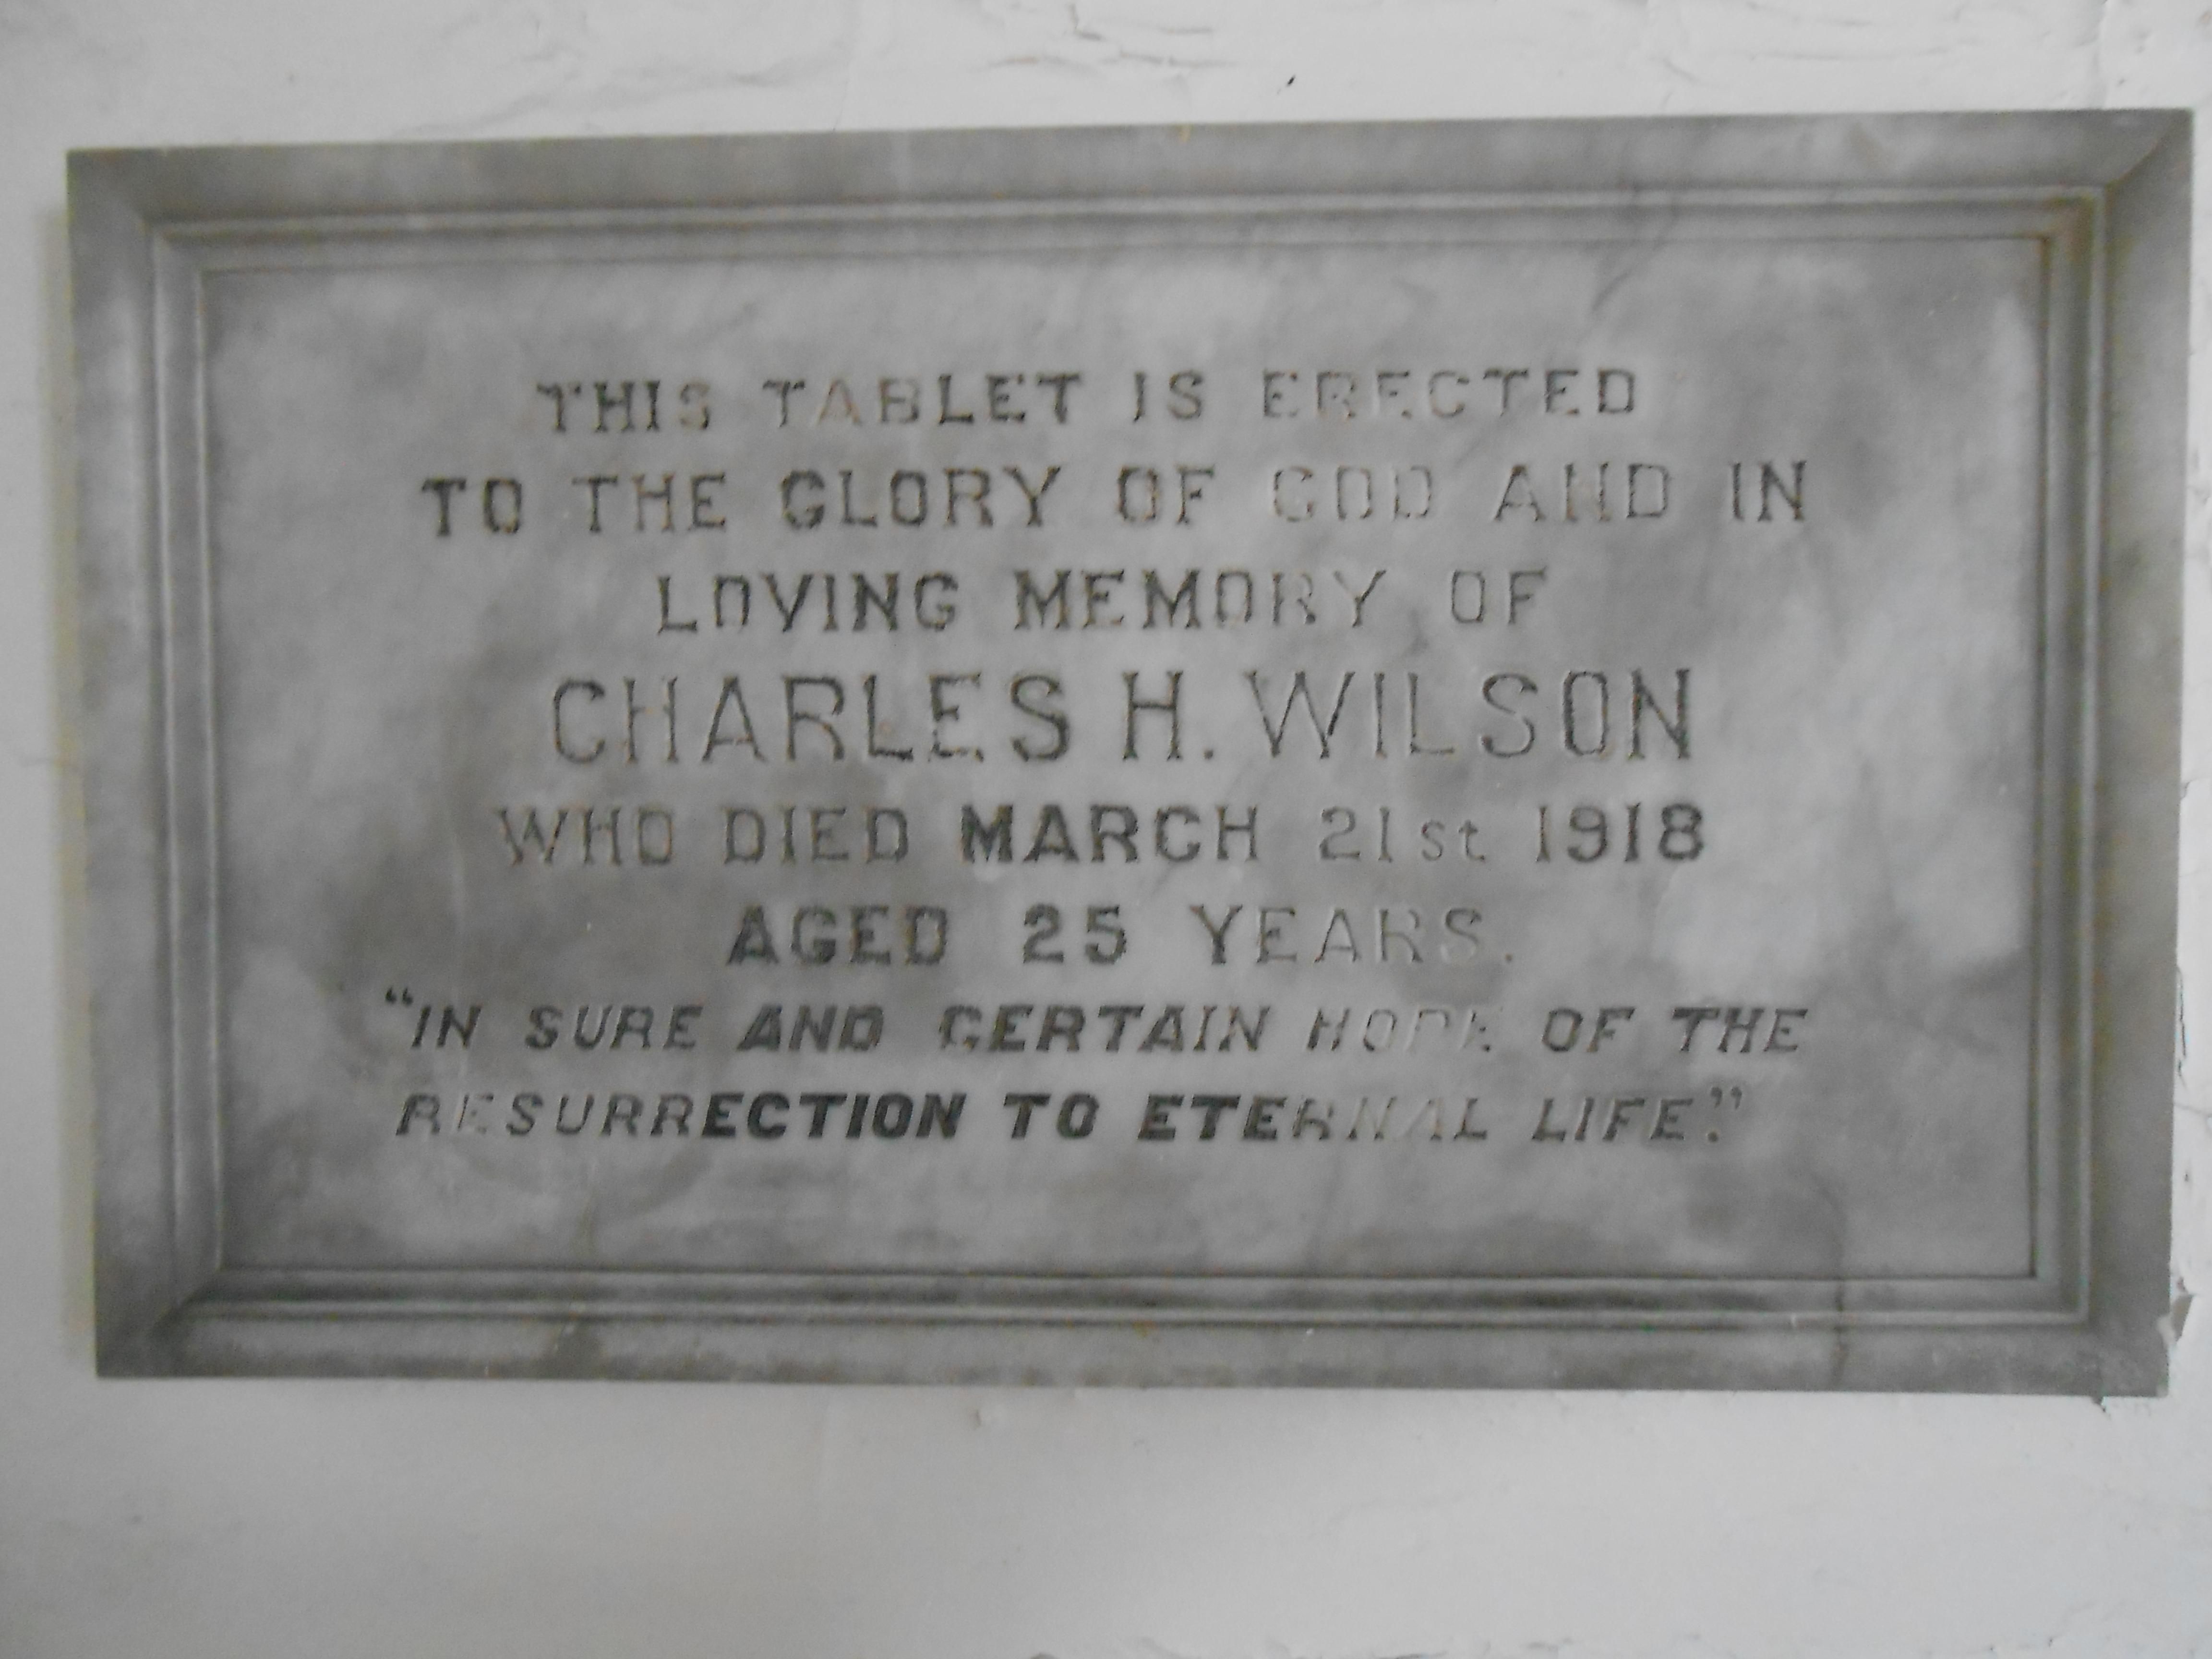 THIS TABLET IS ERECTED
TO THE GLORY OF GOD AND IN
LOVING MEMORY OF
CHARLES H. WILSON
WHO DIED MARCH 21st 1918
AGED 25 YEARS.
“IN SURE AND CERTAIN HOPE OF THE
RESURRECTION TO ETERNAL LIFE.”